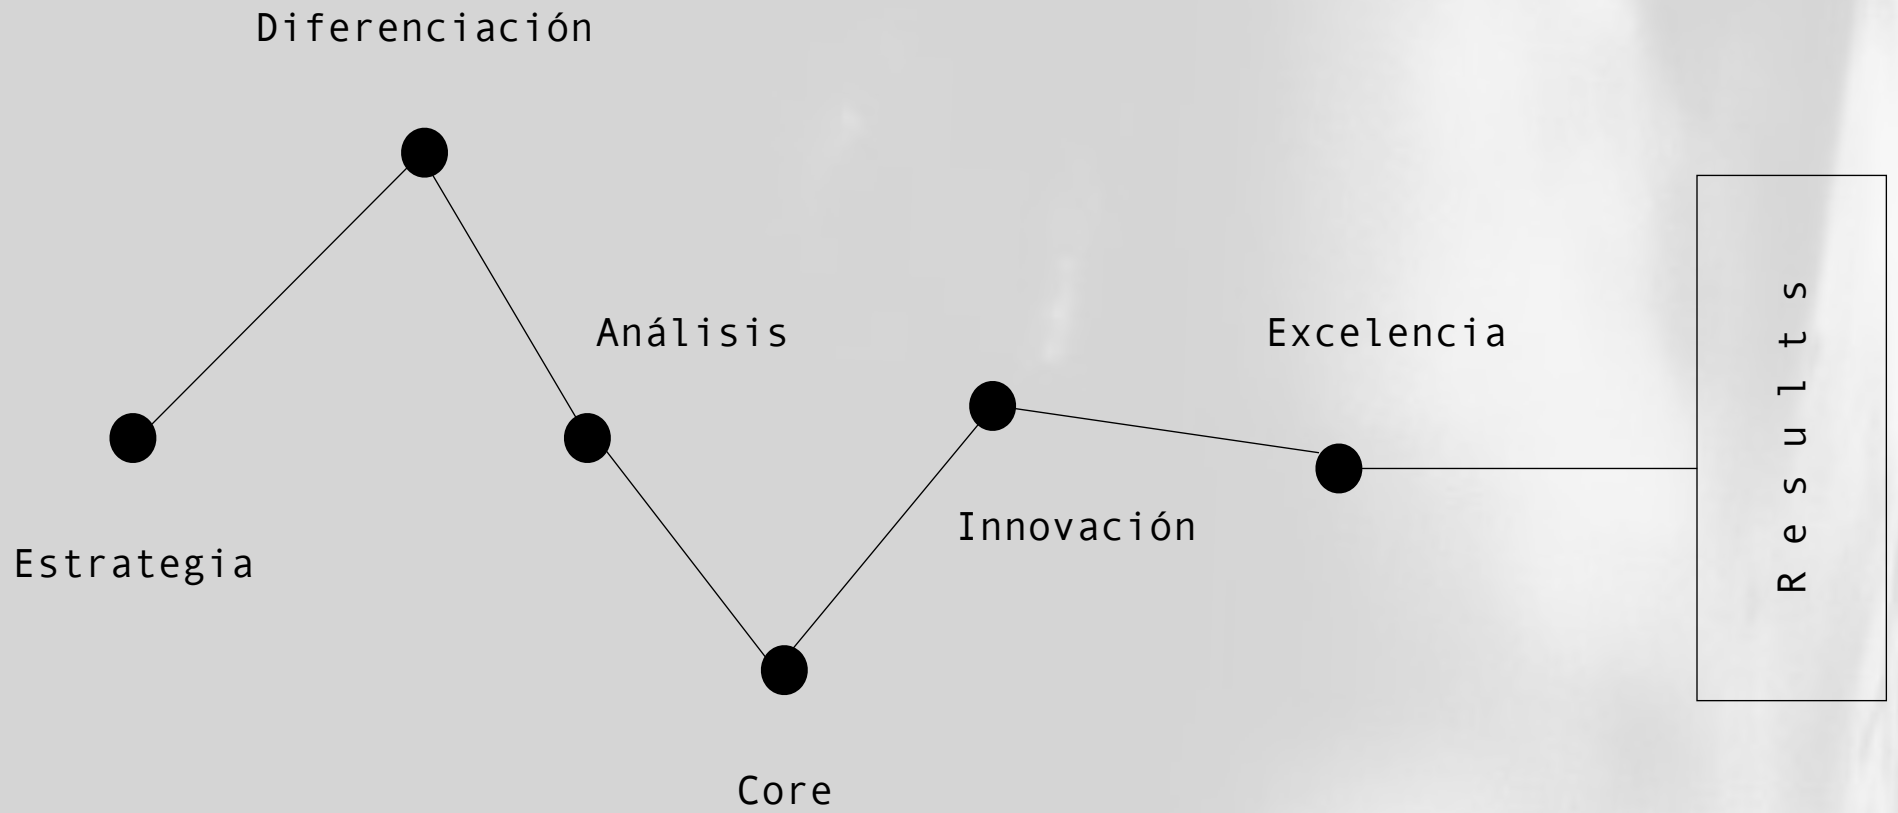 Diferenciación
Análisis
Excelencia
Innovación
Estrategia
Core
Results